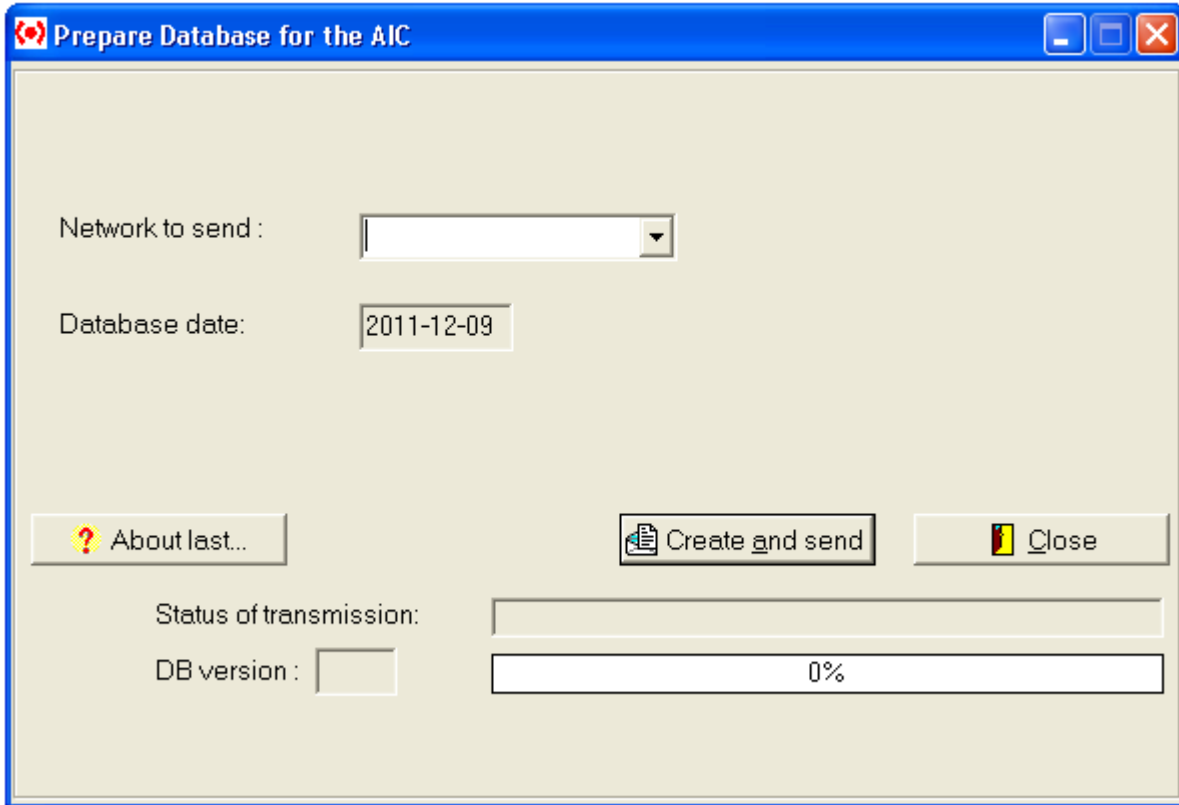 Prepare Database for the AIC
Network to send :
Database date: 2011-12-09
? About last... Create and send Close
Status of transmission:
DB version : 0%